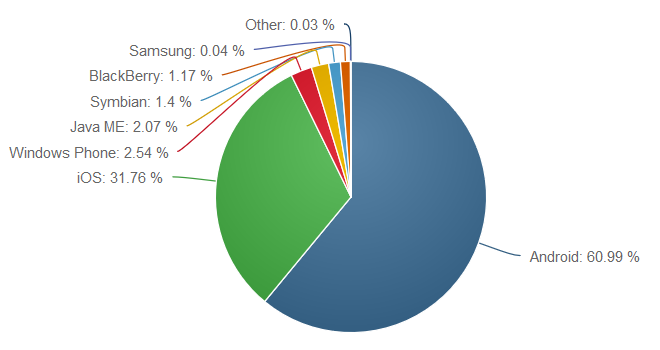 Other: 0.03 %
Samsung: 0.04 %
BlackBerry: 1.17 %
Symbian: 1.4 %
Java ME: 2.07 %
Windows Phone: 2.54 %
iOS: 31.76 %
Android: 60.99 %